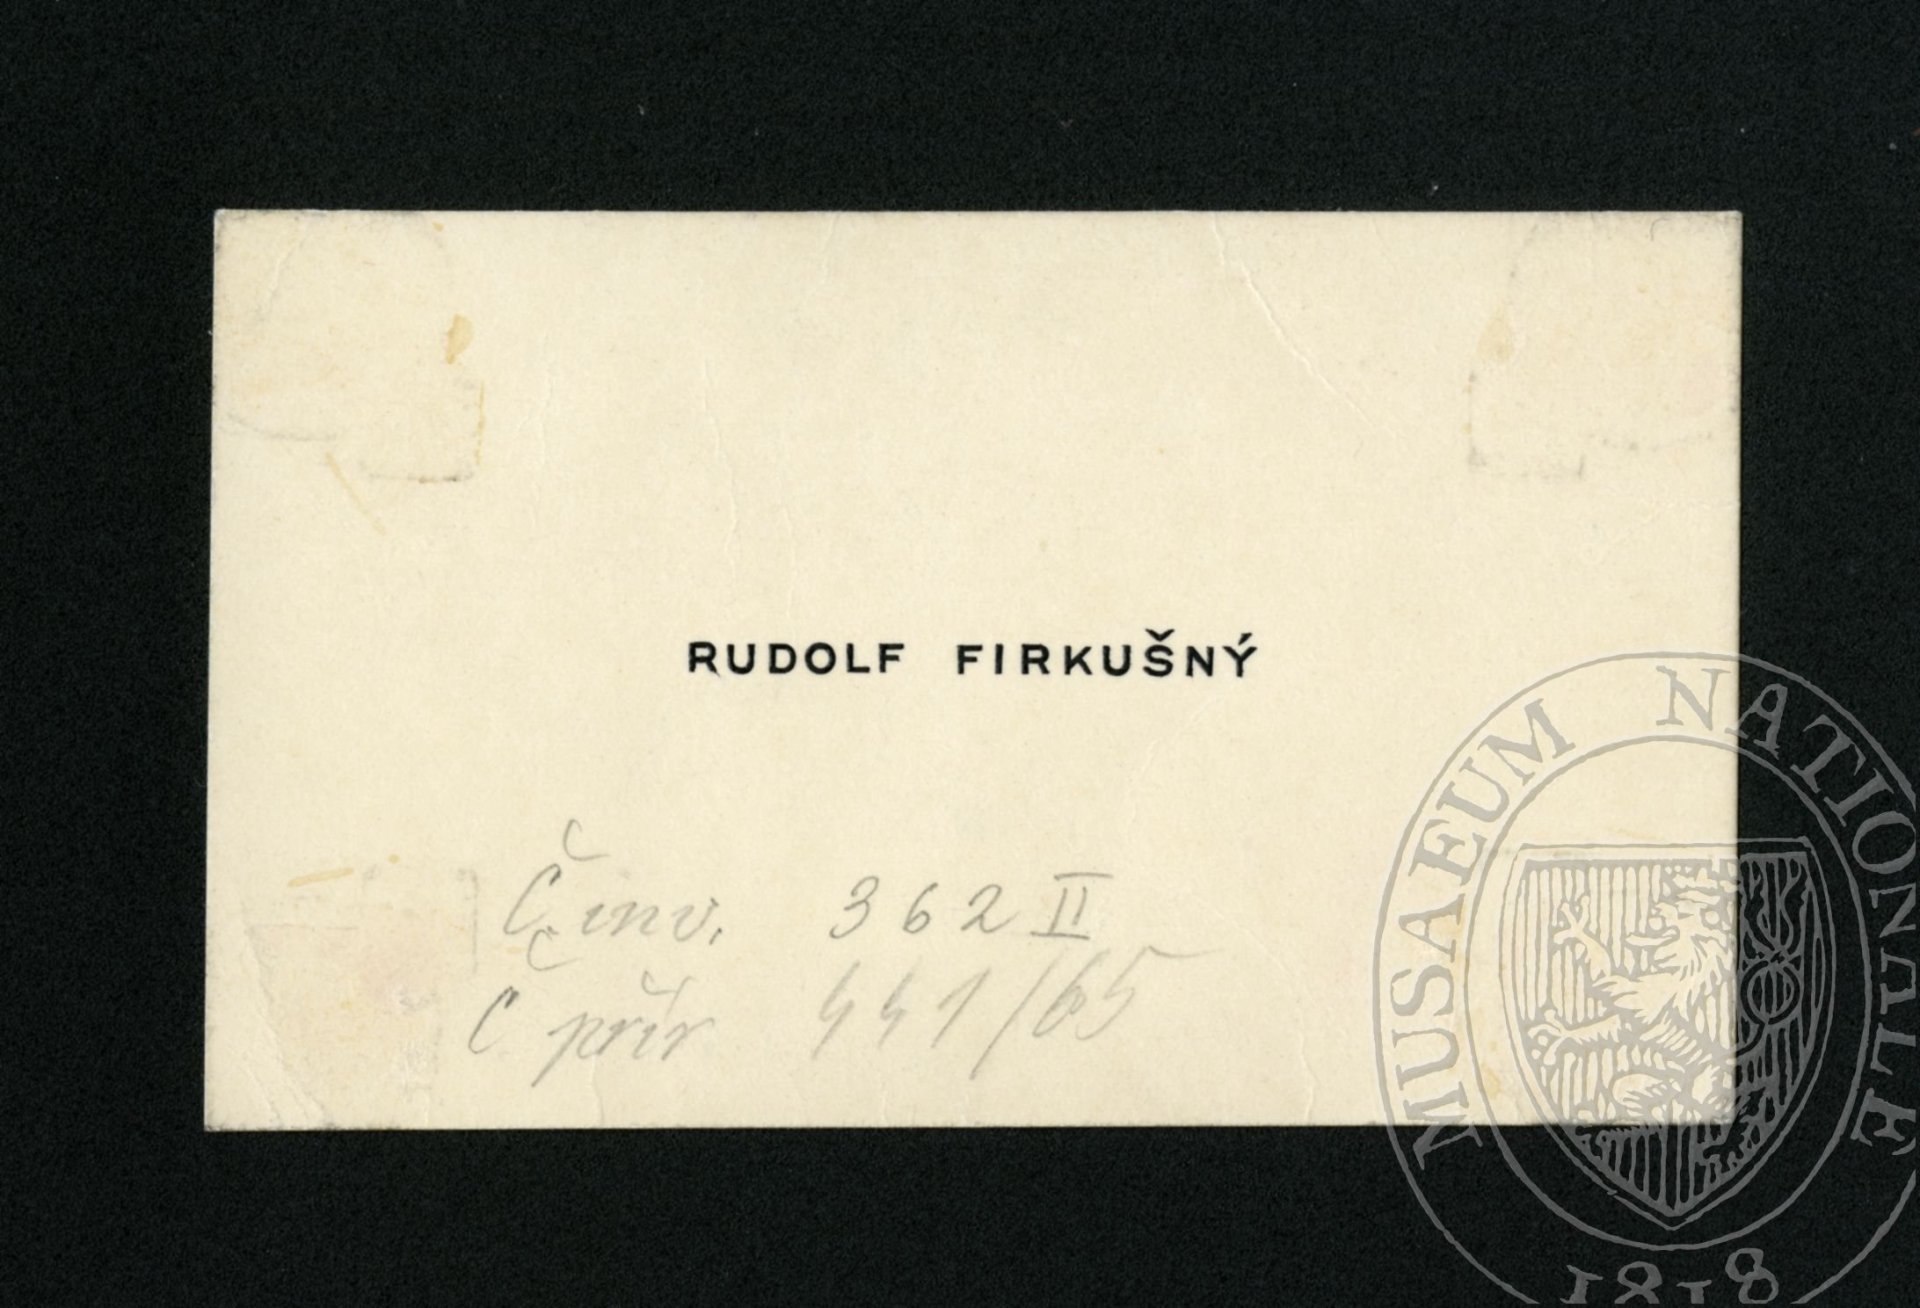 RUDOLF FIRKUŠNÝ
Č inv. 362 II
Č přír 441/65
MUSAEUM NATIONALE
1818